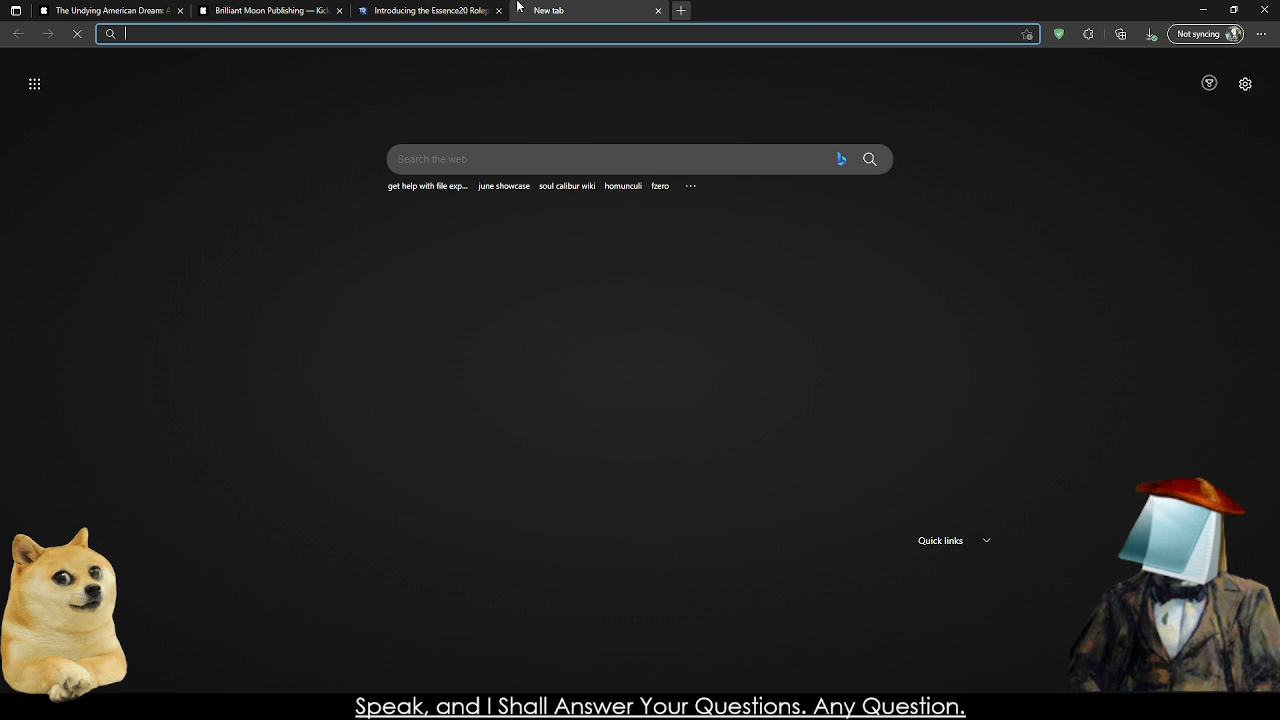 The Undying American Dream: A
Brilliant Moon Publishing — Kick
Introducing the Essence20 Rolep
New tab
Not syncing
Search the web
get help with file exp...
june showcase
soul calibur wiki
homunculi
fzero
Quick links
Speak, and I Shall Answer Your Questions. Any Question.